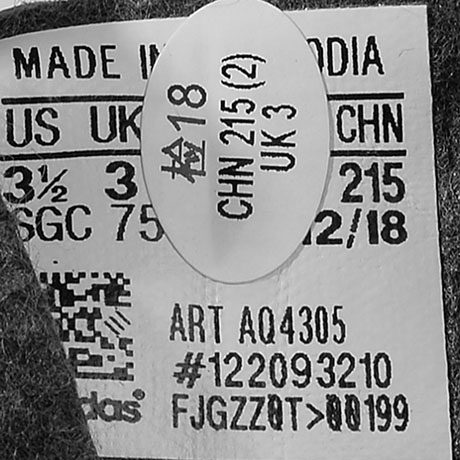 MADE IN
ODIA
US UK
CHN
3½ 3
215
SGC 75
12/18
检18
CHN 215 (2)
UK 3
ART AQ4305
#122093210
adidas®
FJGZZ0T>00199